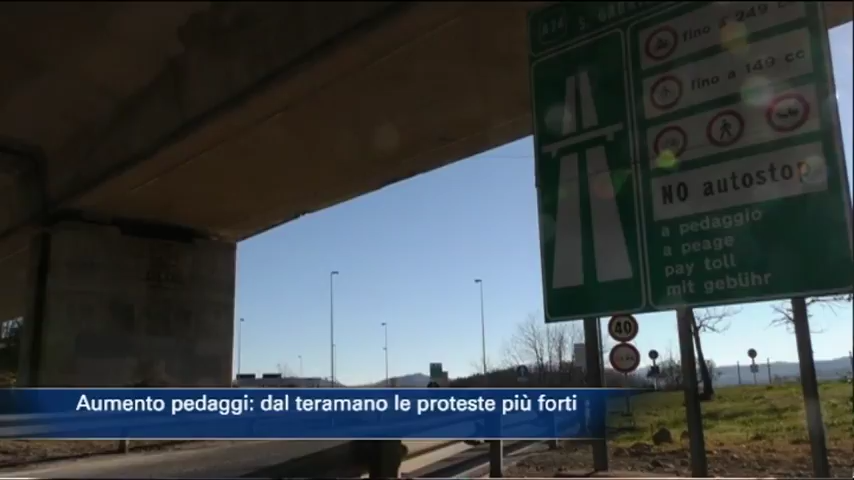 A14
fino a 249 cc
fino a 149 cc
NO autostop
a pedaggio
a peage
pay toll
mit gebühr
40
Aumento pedaggi: dal teramano le proteste più forti